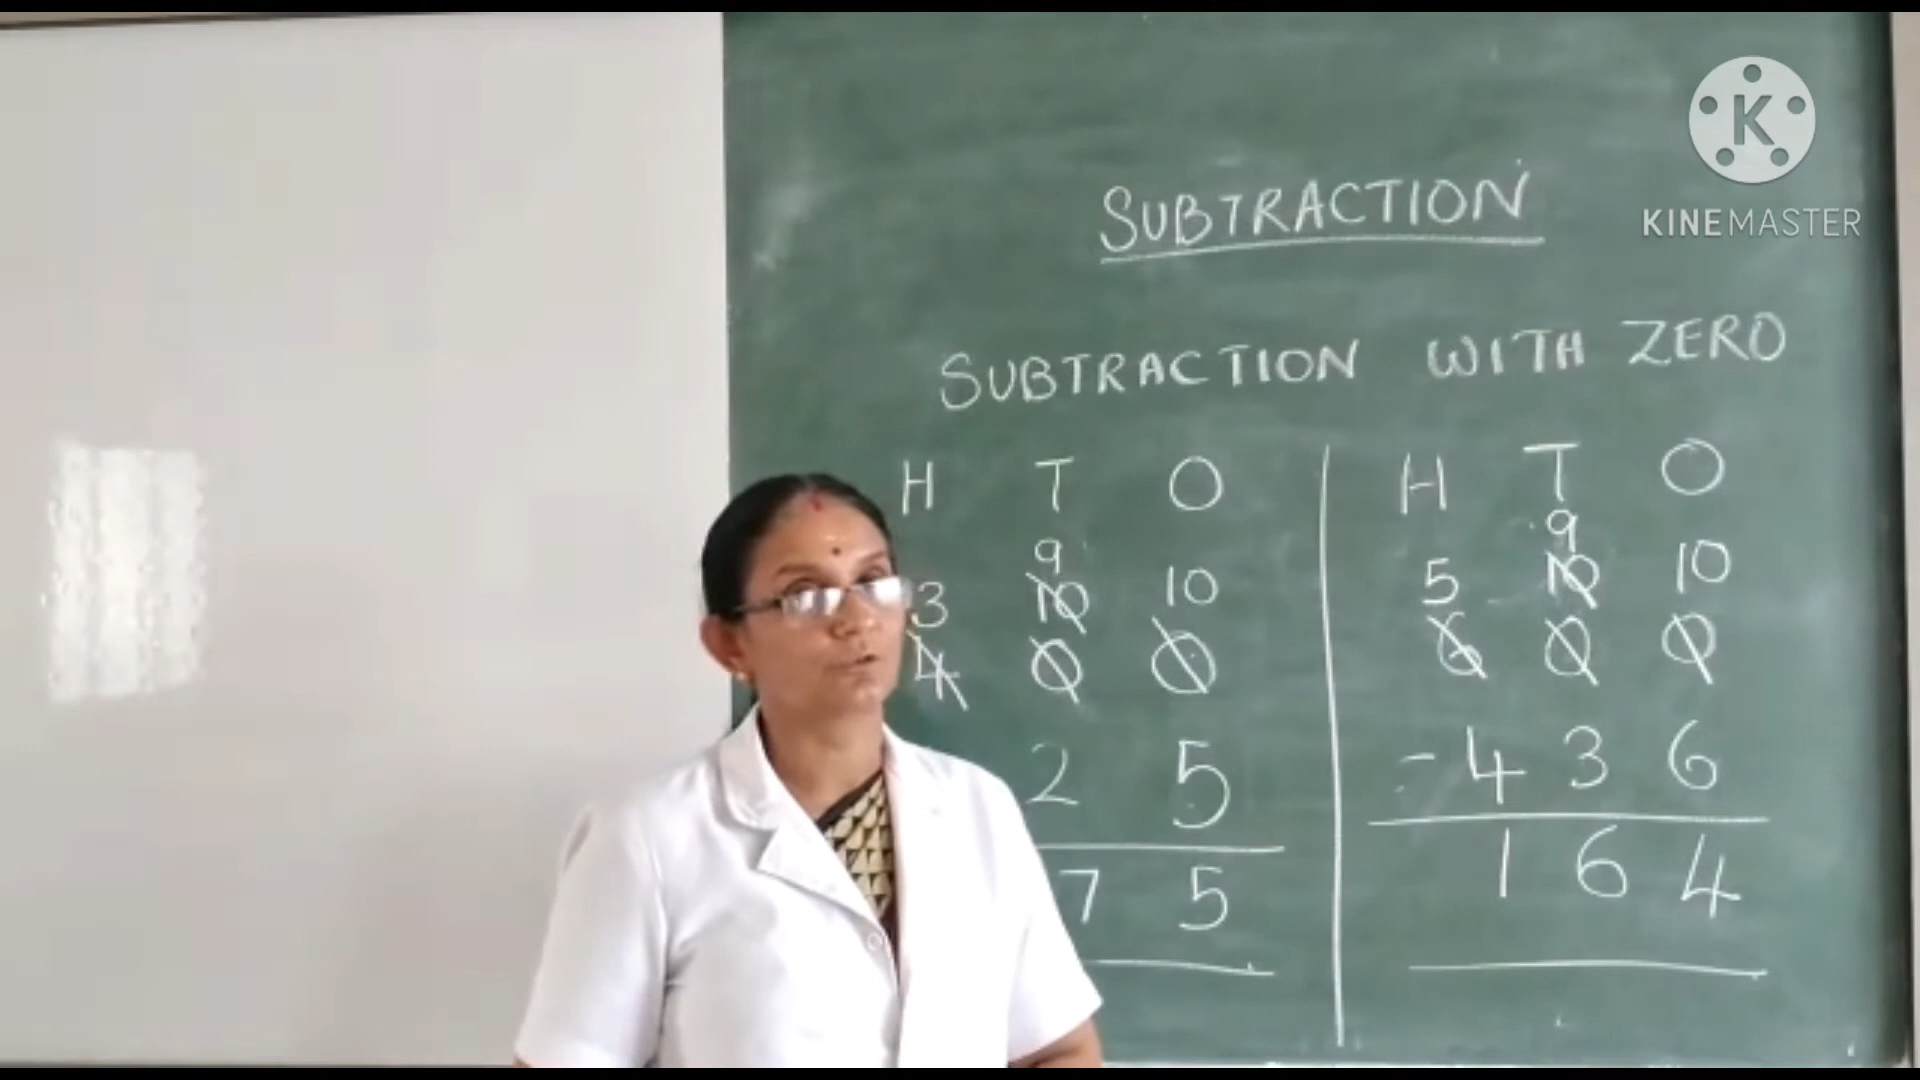 SUBTRACTION
SUBTRACTION WITH ZERO
H T O
9
3 10 10
4 0 0
2 5
7 5
H T O
9
5 10 10
6 0 0
- 4 3 6
1 6 4
K
KINEMASTER